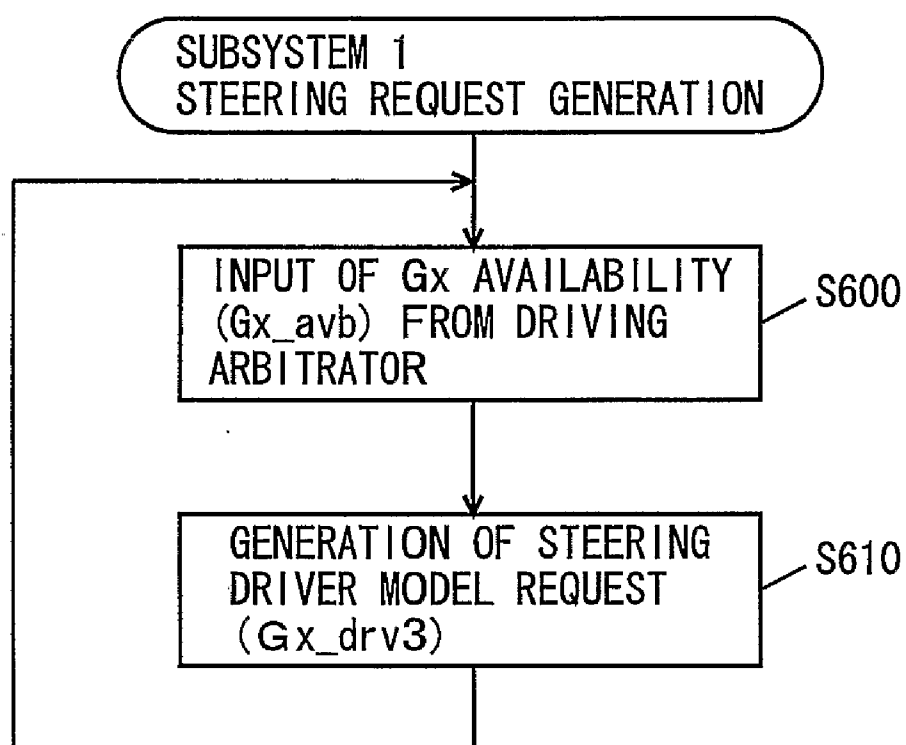 SUBSYSTEM 1
STEERING REQUEST GENERATION
INPUT OF Gx AVAILABILITY
(Gx_avb) FROM DRIVING
ARBITRATOR
S600
GENERATION OF STEERING
DRIVER MODEL REQUEST
(Gx_drv3)
S610